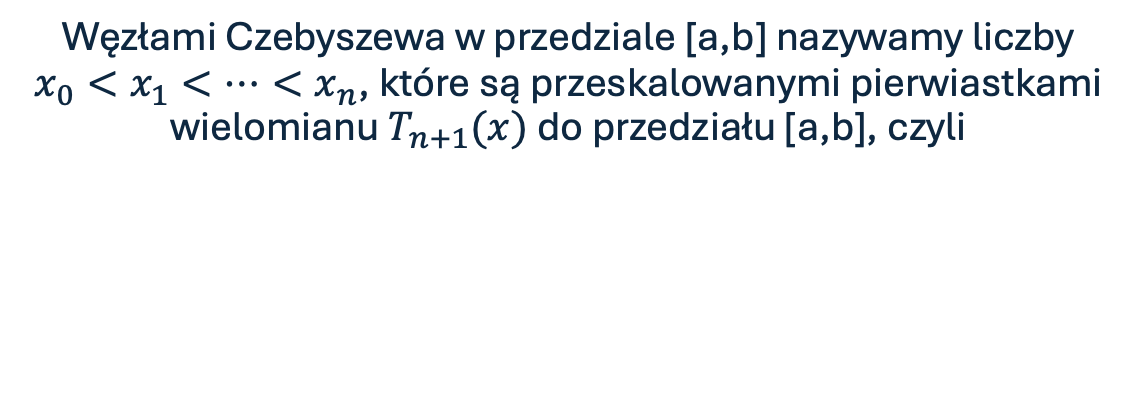 Węzłami Czebyszewa w przedziale [a,b] nazywamy liczby
𝑥₀ < 𝑥₁ < ⋯ < 𝑥ₙ, które są przeskalowanymi pierwiastkami
wielomianu 𝑇ₙ₊₁(𝑥) do przedziału [a,b], czyli